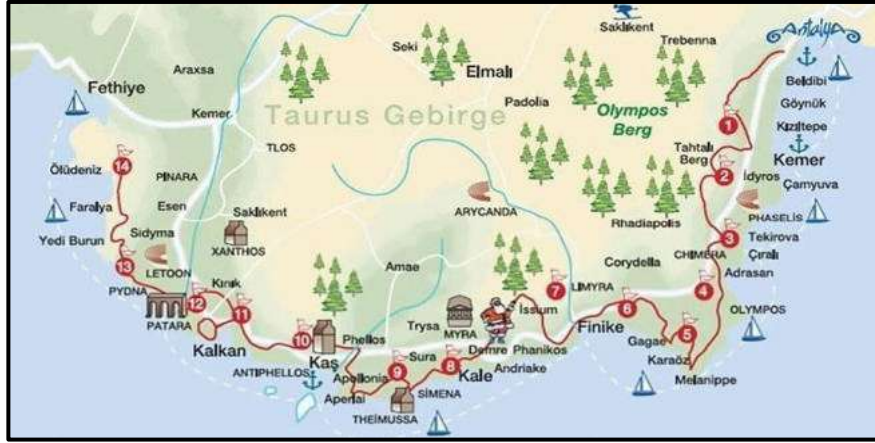 Saklıkent
Antalya
Trebenna
Seki
Elmalı
Araxsa
Fethiye
Beldibi
Padolia
Göynük
Kemer
Taurus Gebirge
Olympos
Berg
1
Kızıltepe
TLOS
Tahtalı
Berg
Kemer
14
Ölüdeniz
PINARA
2
İdyros
Çamyuva
Faralya
Esen
Saklıkent
ARYCANDA
Rhadiapolis
PHASELİS
Yedi Burun
Sidyma
XANTHOS
3
Tekirova
13
LETOON
Amae
Corydella
CHIMERA
Çıralı
Adrasan
PYDNA
Kınık
7
LIMYRA
4
12
11
İssium
6
OLYMPOS
PATARA
Trysa
MYRA
Finike
5
Kalkan
10
Kaş
Phellos
Demre
Phanikos
Gagae
Sura
9
8
Kale
Andriake
Karaöz
ANTIPHELLOS
Apollonia
Melanippe
Aperlai
SİMENA
THEİMUSSA